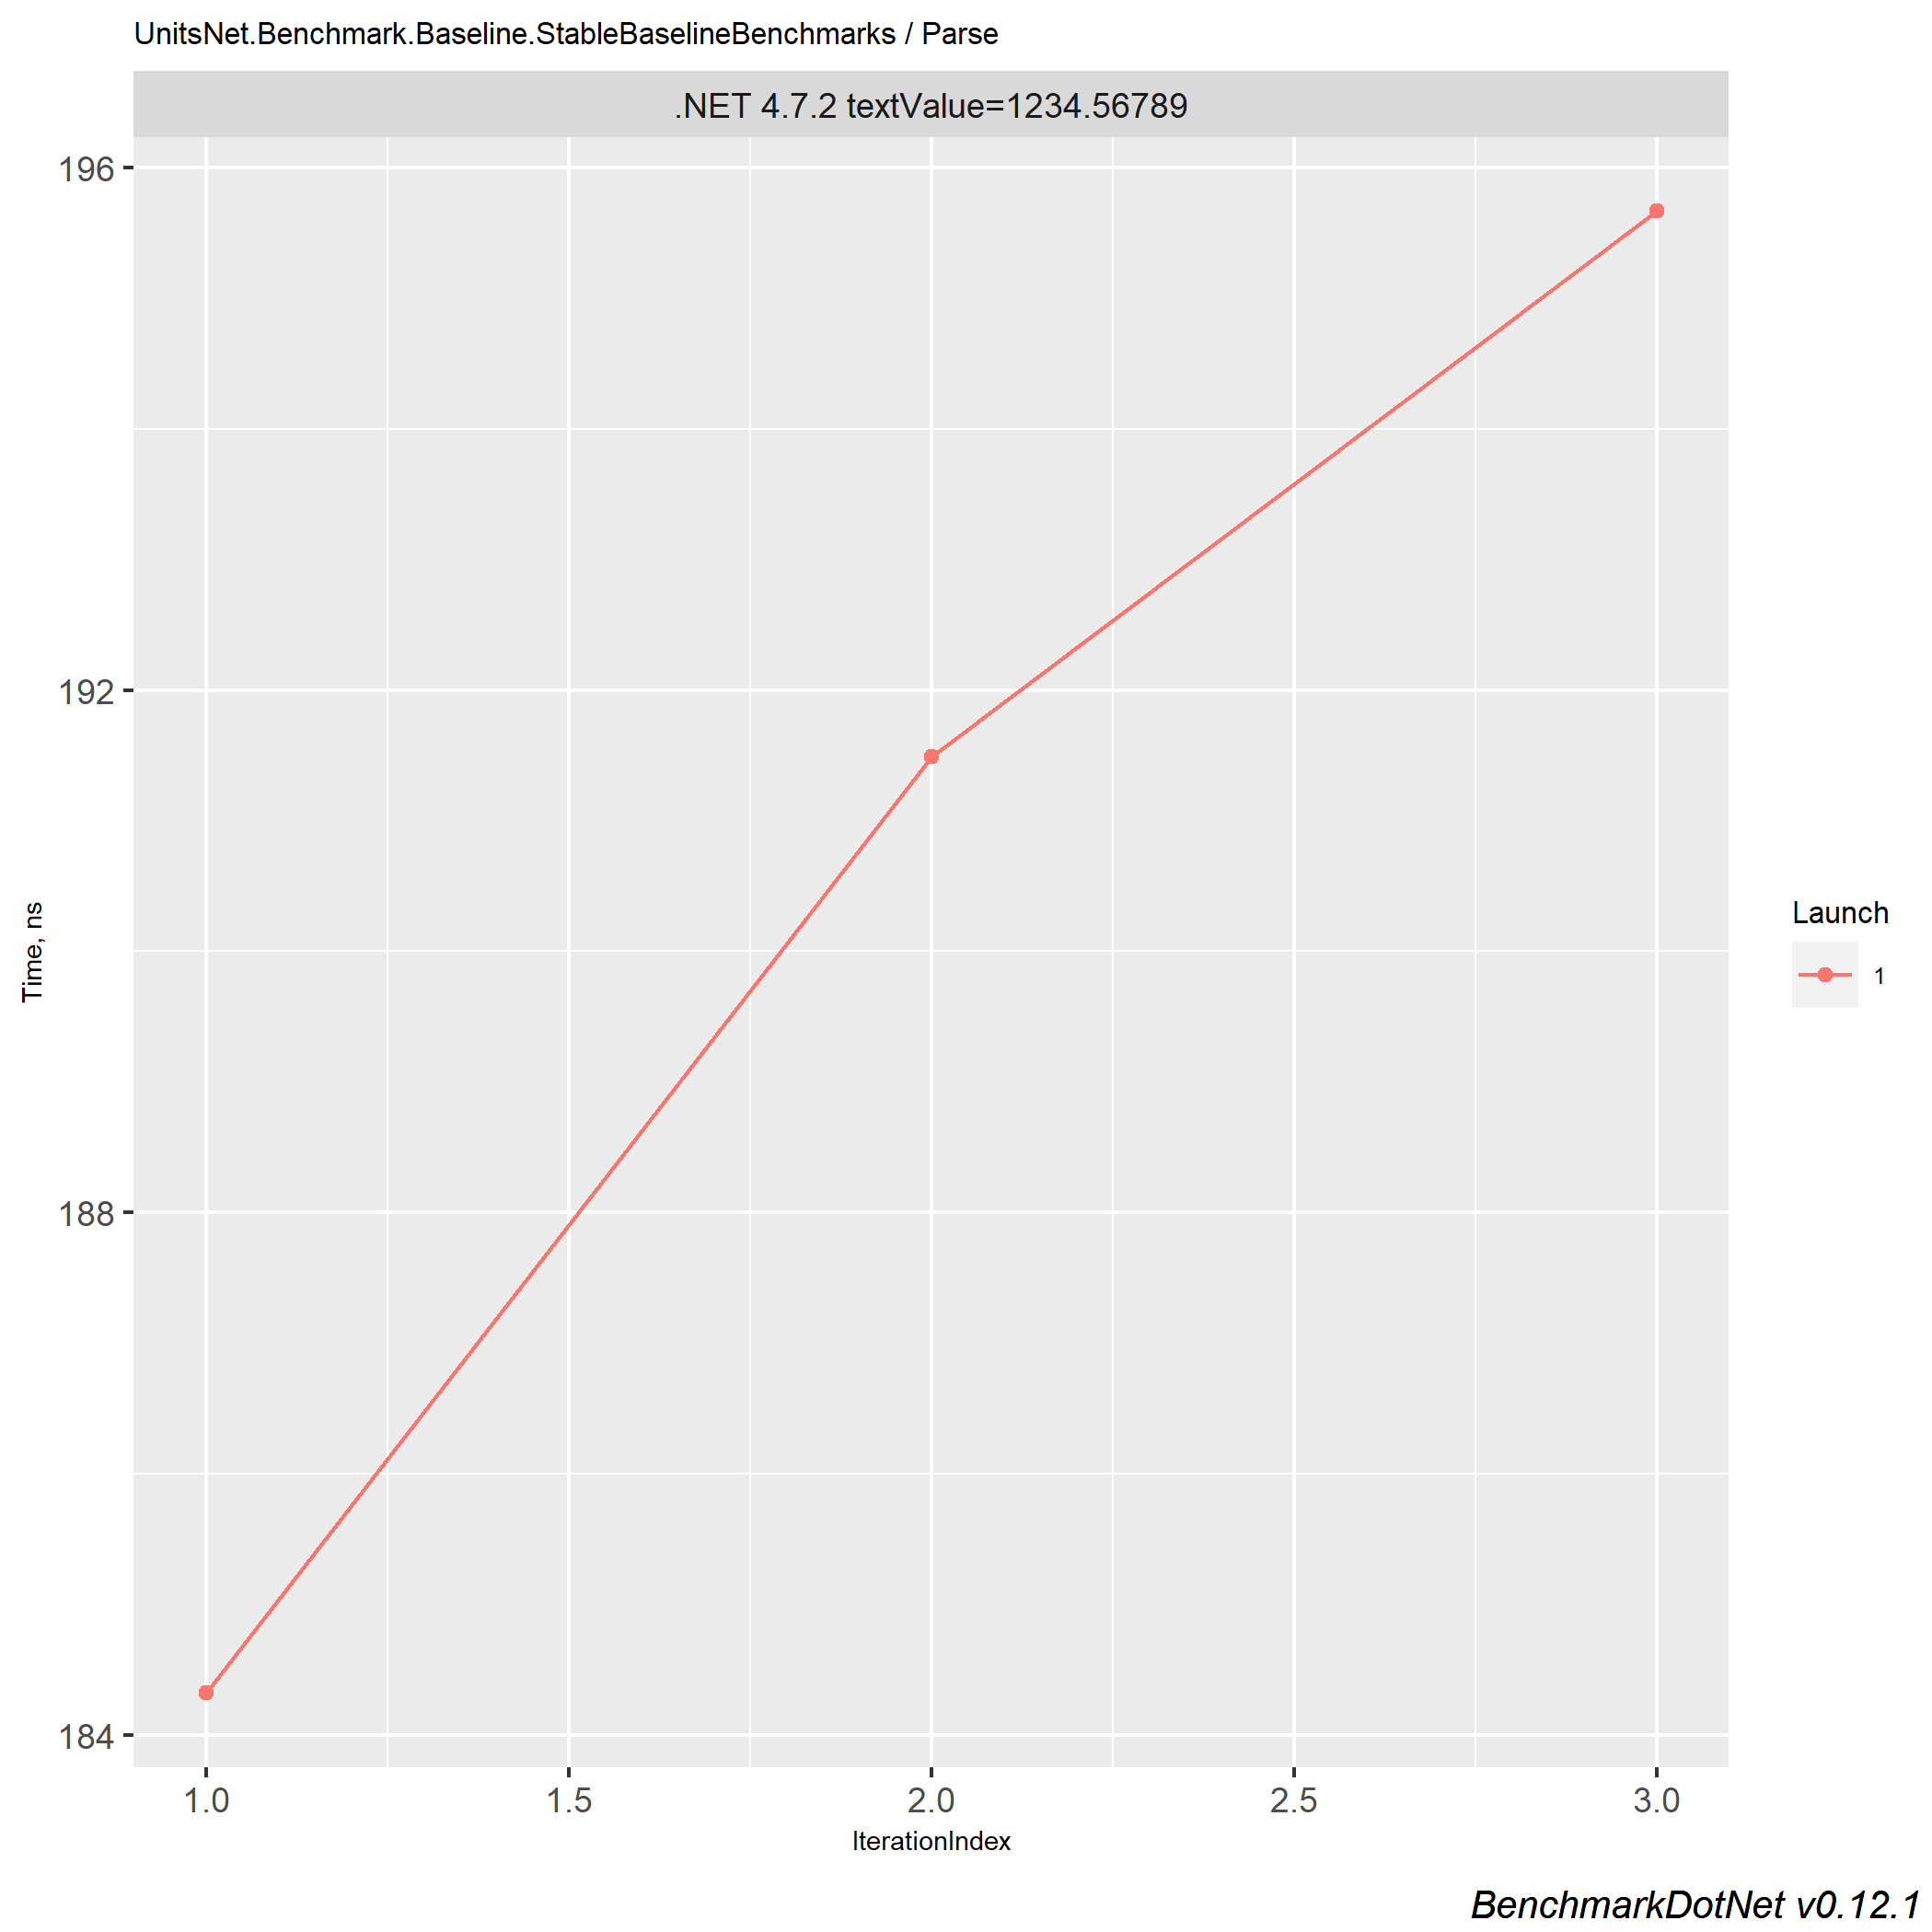 UnitsNet.Benchmark.Baseline.StableBaselineBenchmarks / Parse
.NET 4.7.2 textValue=1234.56789
196
192
188
184
Time, ns
1.0 1.5 2.0 2.5 3.0
IterationIndex
Launch
1
BenchmarkDotNet v0.12.1